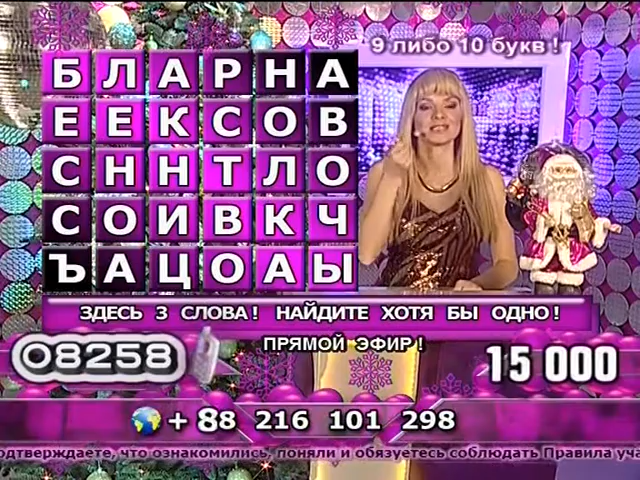 9 либо 10 букв !
Б Л А Р Н А
Е Е К С О В
С Н Н Т Л О
С О И В К Ч
Ъ А Ц О А Ы
ЗДЕСЬ 3 СЛОВА! НАЙДИТЕ ХОТЯ БЫ ОДНО!
ПРЯМОЙ ЭФИР!
08258
15 000
+ 88 216 101 298
одтверждаете, что ознакомились, поняли и обязуетесь соблюдать Правила уча